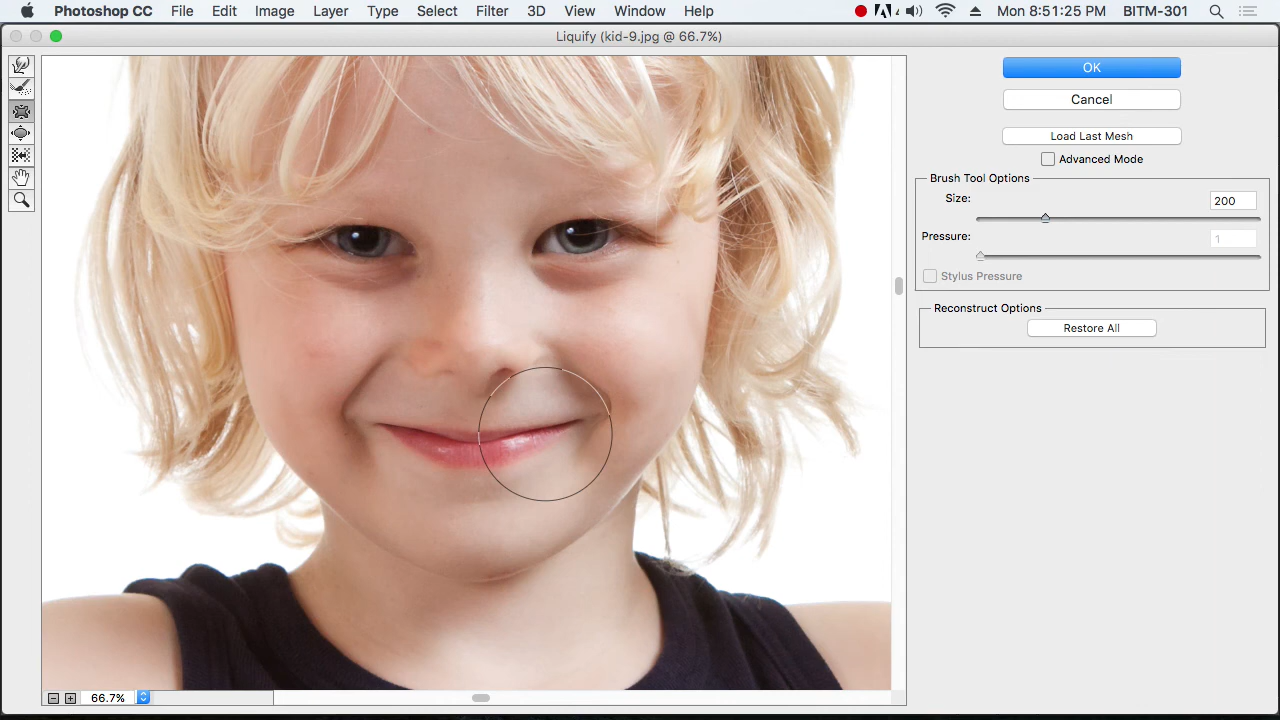 Photoshop CC File Edit Image Layer Type Select Filter 3D View Window Help Mon 8:51:25 PM BITM-301
Liquify (kid-9.jpg @ 66.7%)
OK
Cancel
Load Last Mesh
Advanced Mode
Brush Tool Options
Size: 200
Pressure: 1
Stylus Pressure
Reconstruct Options
Restore All
66.7%